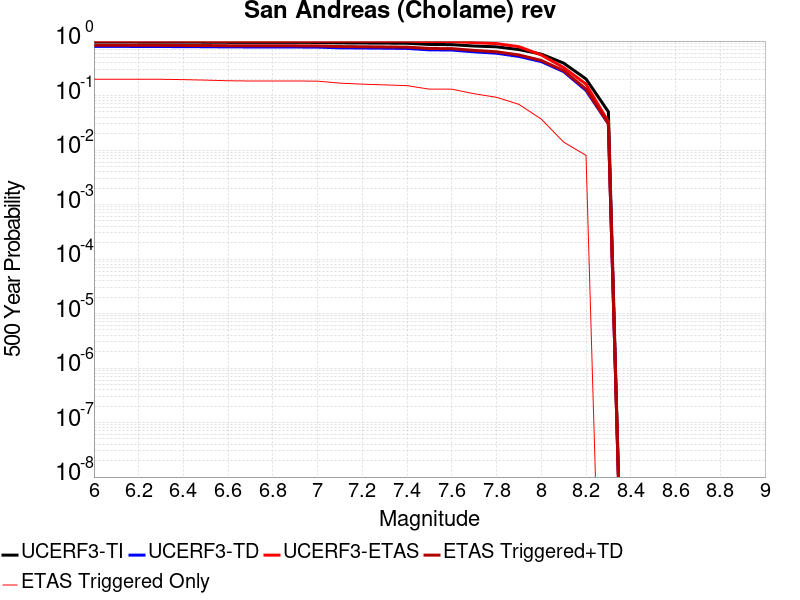 San Andreas (Cholame) rev
500 Year Probability
10^0
10^-1
10^-2
10^-3
10^-4
10^-5
10^-6
10^-7
10^-8
6 6.2 6.4 6.6 6.8 7 7.2 7.4 7.6 7.8 8 8.2 8.4 8.6 8.8 9
Magnitude
UCERF3-TI UCERF3-TD UCERF3-ETAS ETAS Triggered+TD
ETAS Triggered Only